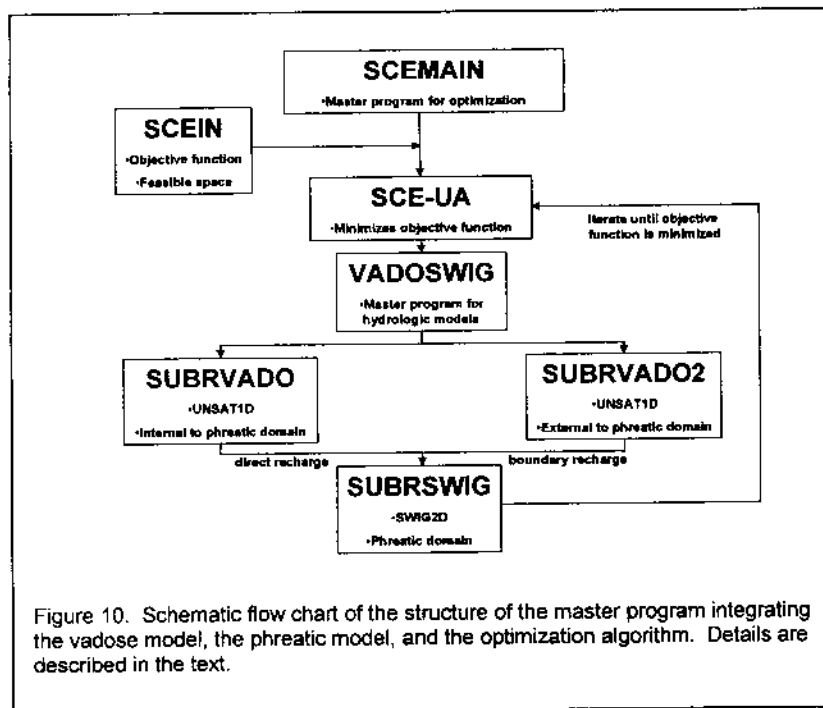 SCEMAIN
•Master program for optimization
SCEIN
•Objective function
•Feasible space
SCE-UA
•Minimizes objective function
Iterate until objective
function is minimized
VADOSWIG
•Master program for
hydrologic models
SUBRVADO
•UNSAT1D
•Internal to phreatic domain
SUBRVADO2
•UNSAT1D
•External to phreatic domain
direct recharge
boundary recharge
SUBRSWIG
•SWIG2D
•Phreatic domain
Figure 10. Schematic flow chart of the structure of the master program integrating
the vadose model, the phreatic model, and the optimization algorithm. Details are
described in the text.